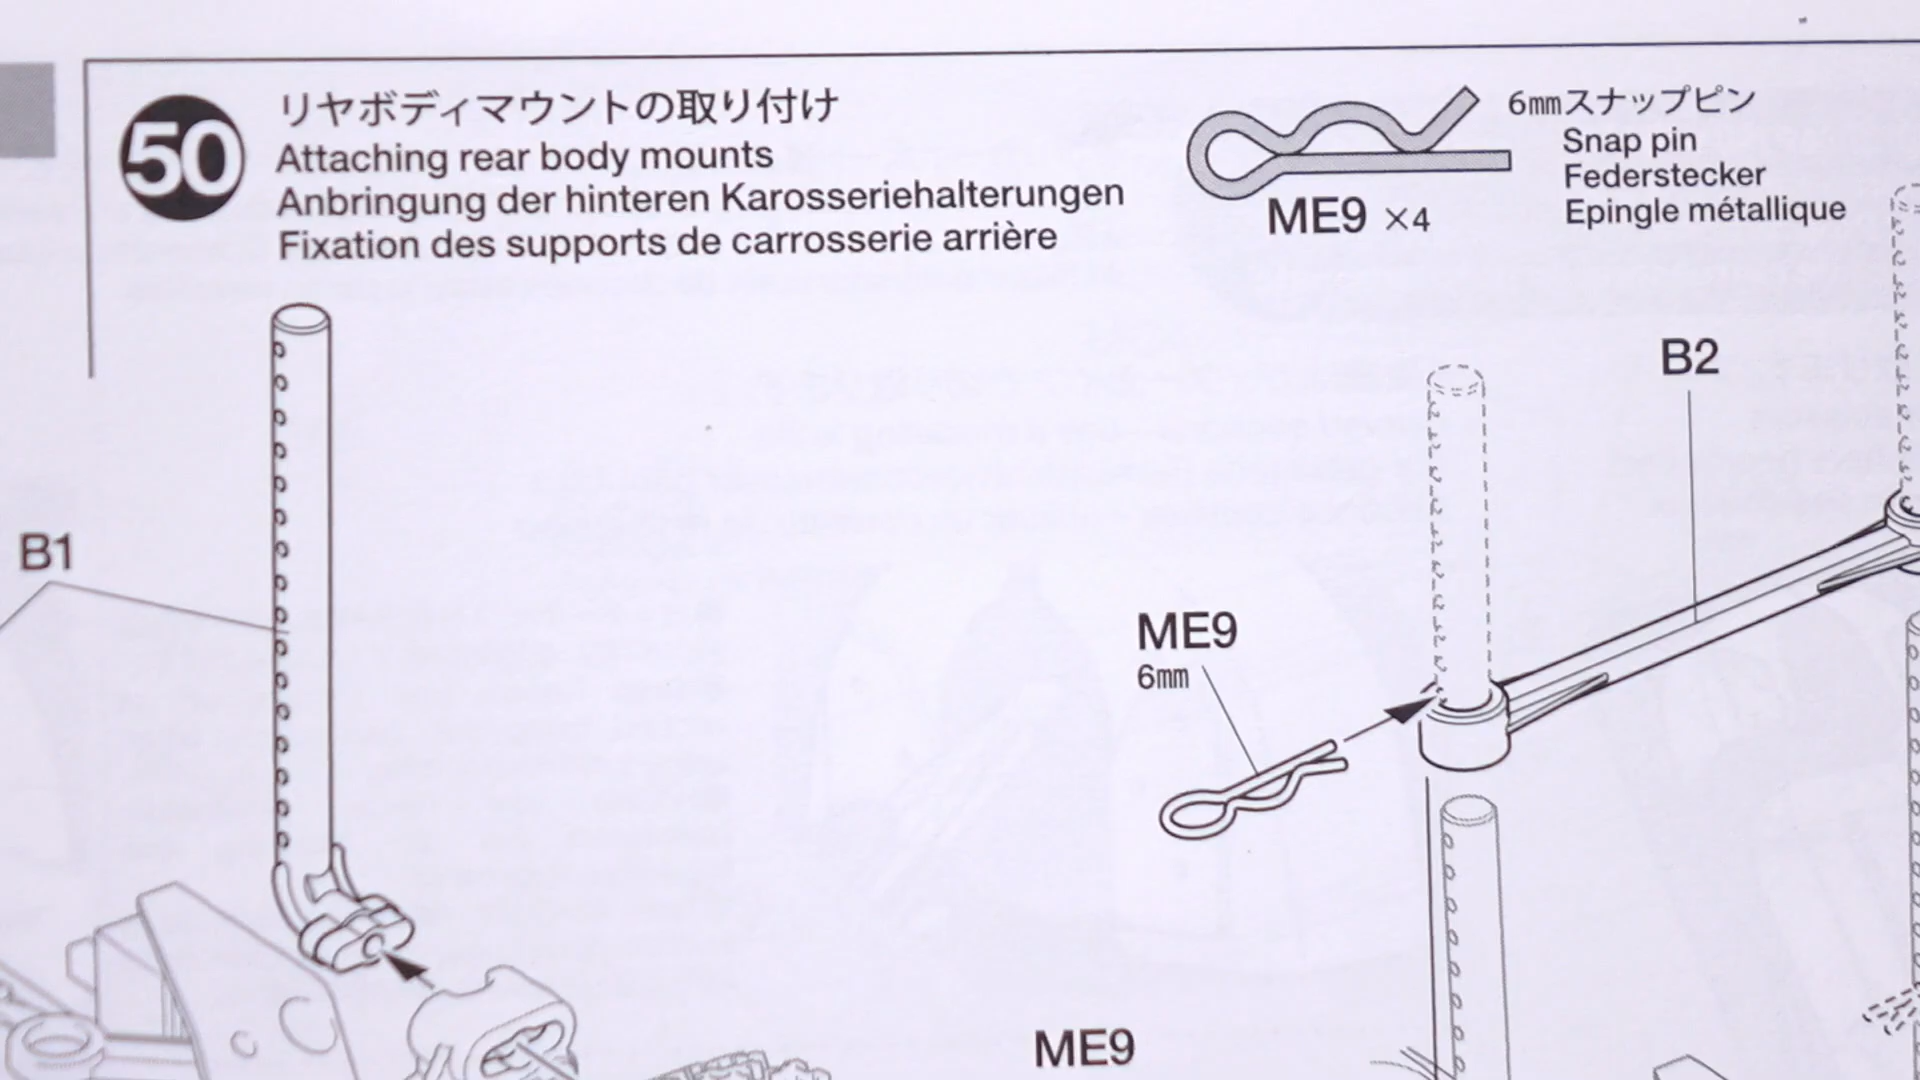 50
リヤボディマウントの取り付け
Attaching rear body mounts
Anbringung der hinteren Karosseriehalterungen
Fixation des supports de carrosserie arrière
6mmスナップピン
Snap pin
Federstecker
Epingle métallique
ME9 ×4
B2
B1
ME9
6mm
ME9